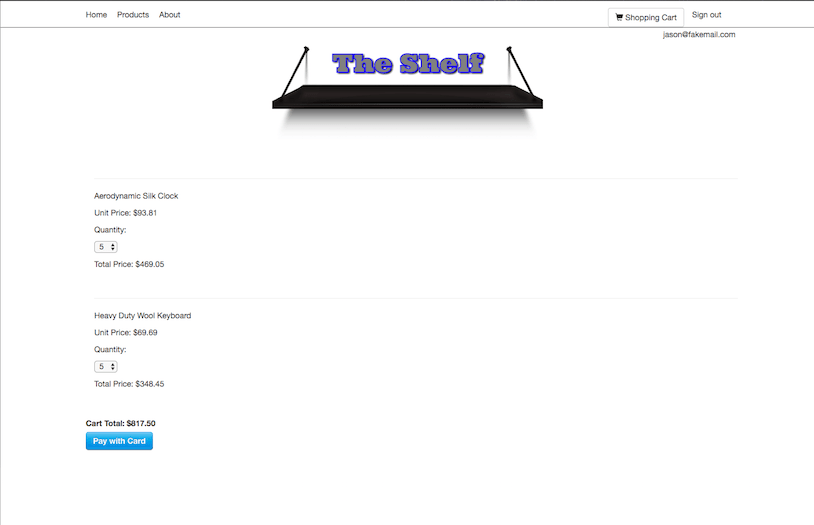 Home Products About Shopping Cart Sign out
jason@fakemail.com
The Shelf
Aerodynamic Silk Clock
Unit Price: $93.81
Quantity:
5
Total Price: $469.05
Heavy Duty Wool Keyboard
Unit Price: $69.69
Quantity:
5
Total Price: $348.45
Cart Total: $817.50
Pay with Card